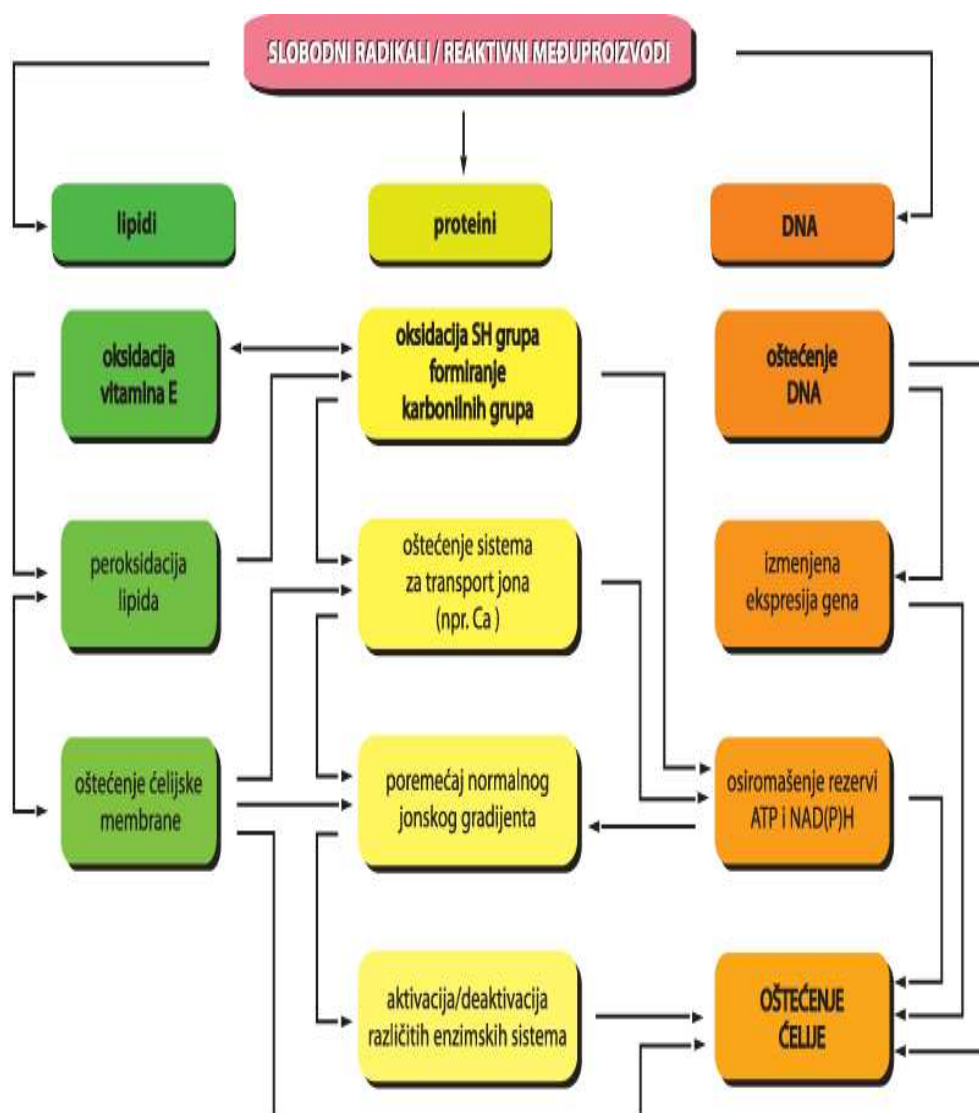 SLOBODNI RADIKALI / REAKTIVNI MEĐUPROIZVODI
lipidi
proteini
DNA
oksidacija
vitamina E
oksidacija SH grupa
formiranje
karbonilnih grupa
oštećenje
DNA
peroksidacija
lipida
oštećenje sistema
za transport jona
(npr. Ca )
izmenjena
ekspresija gena
oštećenje ćelijske
membrane
poremećaj normalnog
jonskog gradijenta
osiromašenje rezervi
ATP i NAD(P)H
aktivacija/deaktivacija
različitih enzimskih sistema
OŠTEĆENJE
ĆELIJE